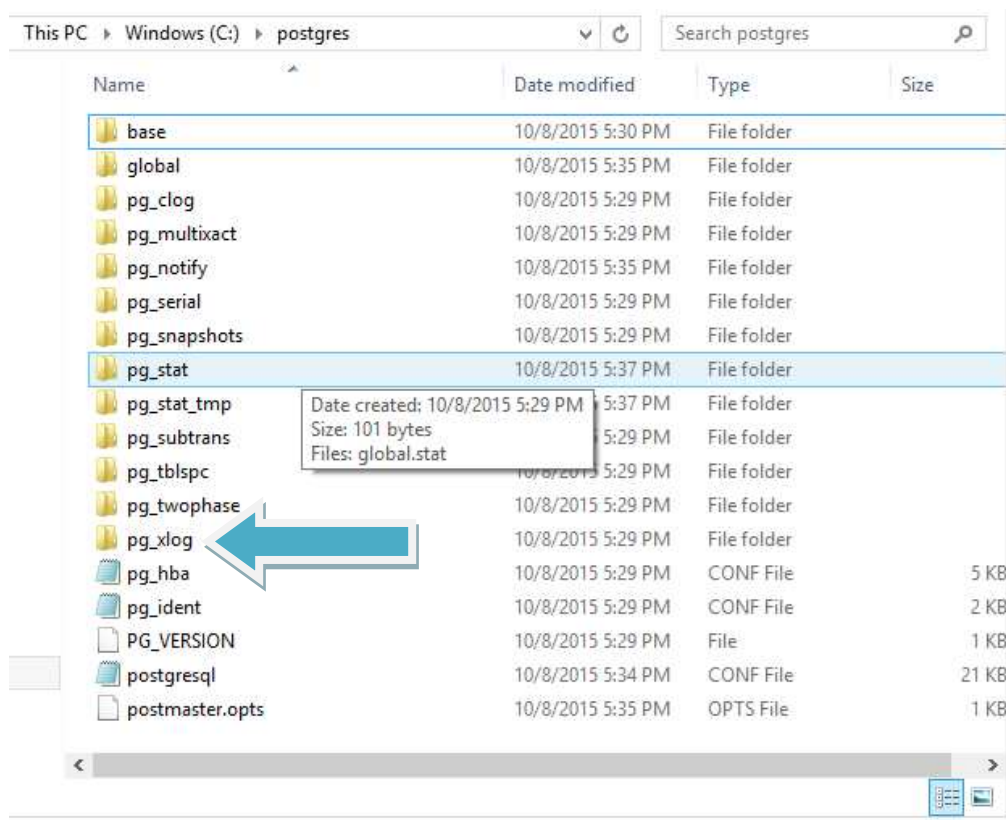 This PC Windows (C:) postgres Search postgres
Name Date modified Type Size
base 10/8/2015 5:30 PM File folder
global 10/8/2015 5:35 PM File folder
pg_clog 10/8/2015 5:29 PM File folder
pg_multixact 10/8/2015 5:29 PM File folder
pg_notify 10/8/2015 5:35 PM File folder
pg_serial 10/8/2015 5:29 PM File folder
pg_snapshots 10/8/2015 5:29 PM File folder
pg_stat 10/8/2015 5:37 PM File folder
pg_stat_tmp 5:37 PM File folder
Date created: 10/8/2015 5:29 PM
Size: 101 bytes
Files: global.stat
pg_subtrans 5:29 PM File folder
pg_tblspc 10/8/2015 5:29 PM File folder
pg_twophase 10/8/2015 5:29 PM File folder
pg_xlog 10/8/2015 5:29 PM File folder
pg_hba 10/8/2015 5:29 PM CONF File 5 KB
pg_ident 10/8/2015 5:29 PM CONF File 2 KB
PG_VERSION 10/8/2015 5:29 PM File 1 KB
postgresql 10/8/2015 5:34 PM CONF File 21 KB
postmaster.opts 10/8/2015 5:35 PM OPTS File 1 KB